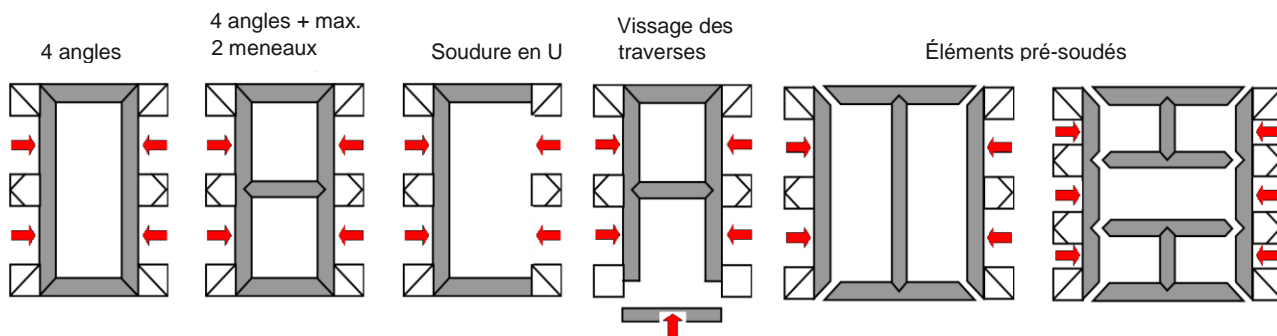 4 angles
4 angles + max.
2 meneaux
Soudure en U
Vissage des
traverses
Éléments pré-soudés